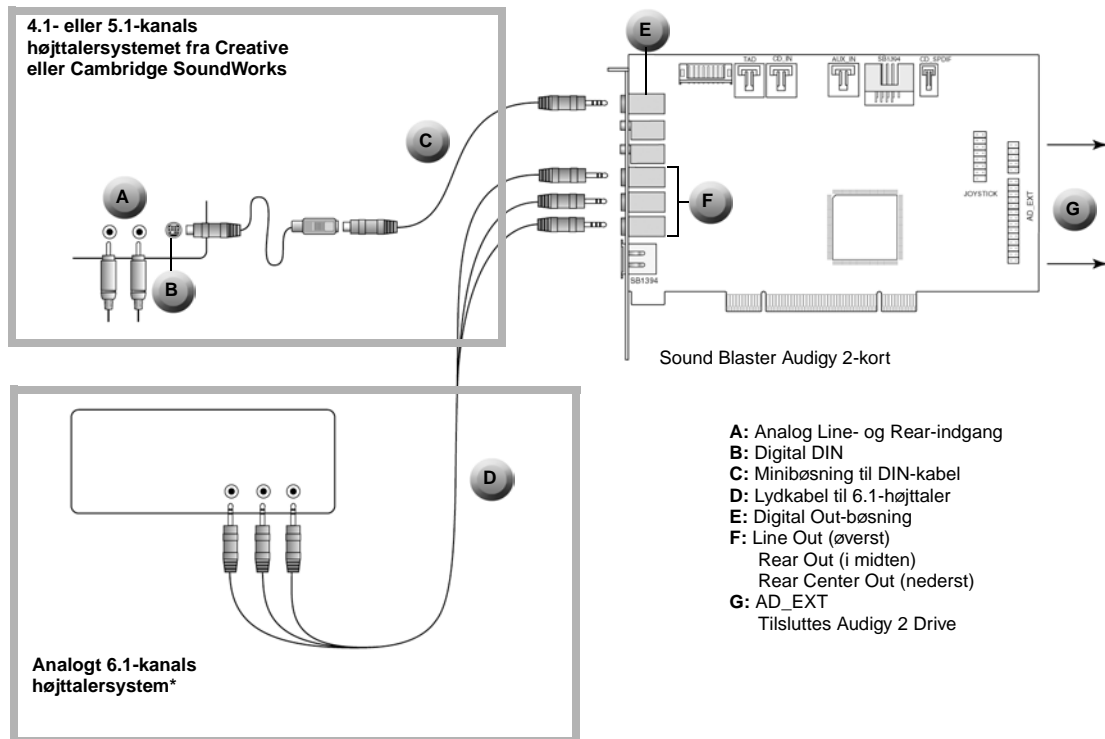 4.1- eller 5.1-kanals
højttalersystemet fra Creative
eller Cambridge SoundWorks
E
TAD
CD_IN
AUX_IN
SB1394
CD_SPDIF
C
A
B
F
JOYSTICK
AD_EXT
G
SB1394
Sound Blaster Audigy 2-kort
D
Analogt 6.1-kanals
højttalersystem*
A: Analog Line- og Rear-indgang
B: Digital DIN
C: Minibøsning til DIN-kabel
D: Lydkabel til 6.1-højttaler
E: Digital Out-bøsning
F: Line Out (øverst)
Rear Out (i midten)
Rear Center Out (nederst)
G: AD_EXT
Tilsluttes Audigy 2 Drive